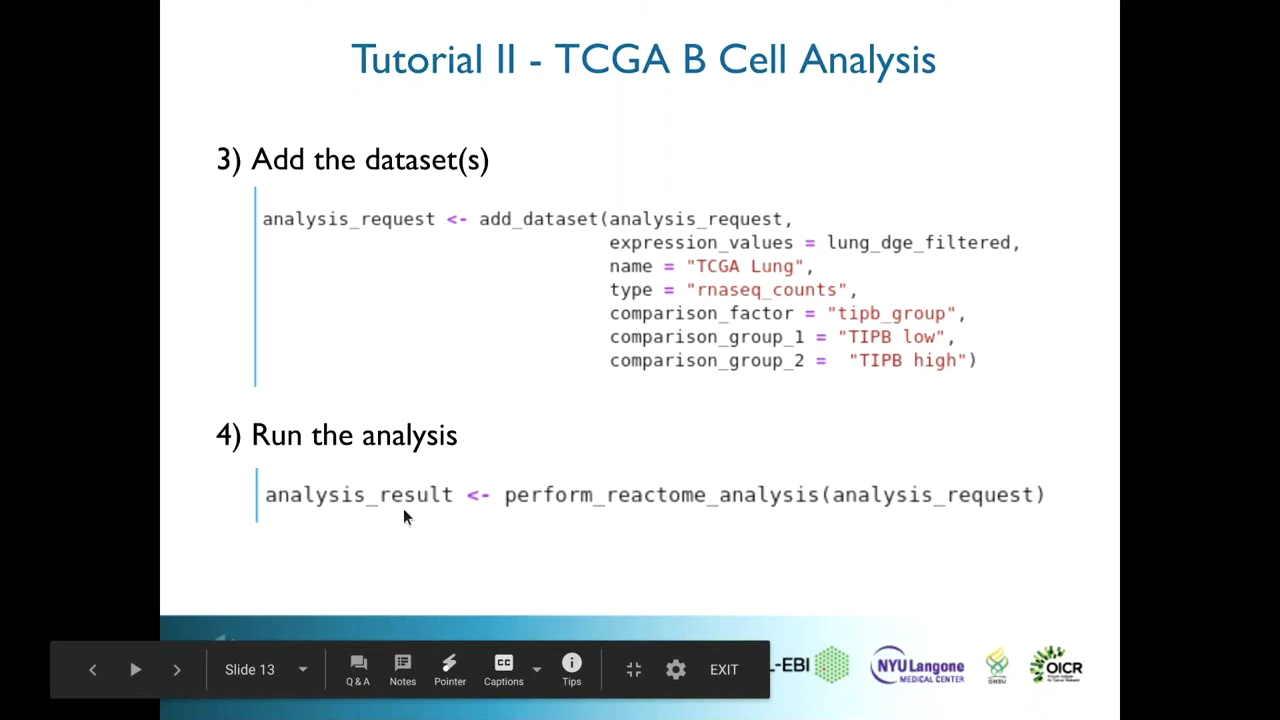 Tutorial II - TCGA B Cell Analysis
3) Add the dataset(s)
analysis_request <- add_dataset(analysis_request,
expression_values = lung_dge_filtered,
name = "TCGA Lung",
type = "rnaseq_counts",
comparison_factor = "tipb_group",
comparison_group_1 = "TIPB low",
comparison_group_2 = "TIPB high")
4) Run the analysis
analysis_result <- perform_reactome_analysis(analysis_request)
Slide 13
Q & A
Notes
Pointer
CC
Captions
Tips
EXIT
L-EBI
NYU Langone
MEDICAL CENTER
OHSU
OICR